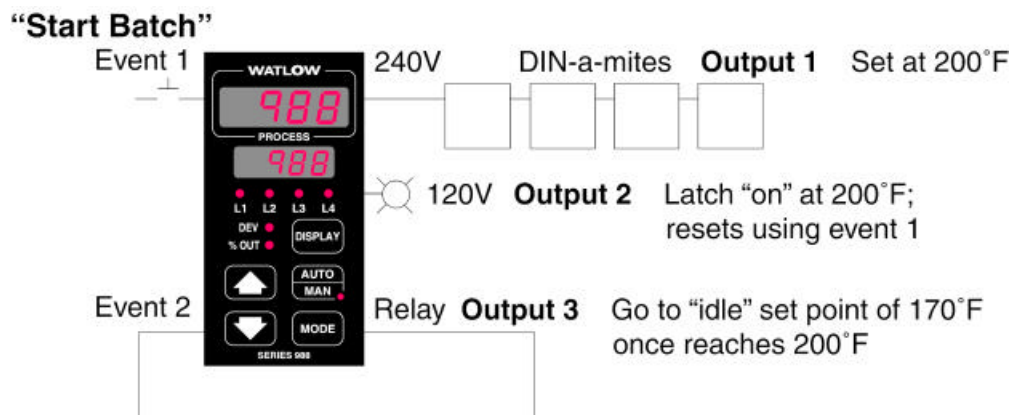 “Start Batch”
Event 1
240V DIN-a-mites Output 1 Set at 200˚F
WATLOW
988
PROCESS
988
L1 L2 L3 L4
120V Output 2 Latch “on” at 200˚F;
resets using event 1
DEV
% OUT
DISPLAY
AUTO
MAN
MODE
SERIES 988
Event 2
Relay Output 3 Go to “idle” set point of 170˚F
once reaches 200˚F